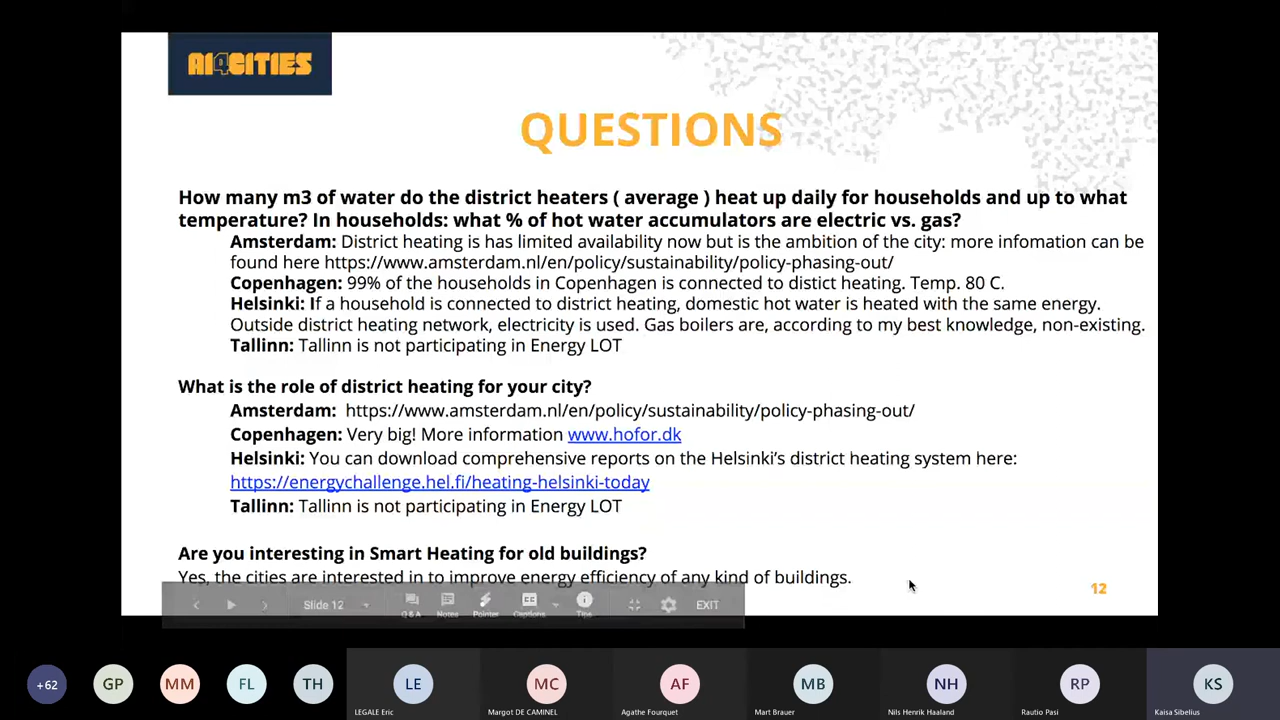 AI4CITIES
QUESTIONS
How many m3 of water do the district heaters ( average ) heat up daily for households and up to what
temperature? In households: what % of hot water accumulators are electric vs. gas?
Amsterdam: District heating is has limited availability now but is the ambition of the city: more infomation can be
found here https://www.amsterdam.nl/en/policy/sustainability/policy-phasing-out/
Copenhagen: 99% of the households in Copenhagen is connected to distict heating. Temp. 80 C.
Helsinki: If a household is connected to district heating, domestic hot water is heated with the same energy.
Outside district heating network, electricity is used. Gas boilers are, according to my best knowledge, non-existing.
Tallinn: Tallinn is not participating in Energy LOT
What is the role of district heating for your city?
Amsterdam: https://www.amsterdam.nl/en/policy/sustainability/policy-phasing-out/
Copenhagen: Very big! More information www.hofor.dk
Helsinki: You can download comprehensive reports on the Helsinki's district heating system here:
https://energychallenge.hel.fi/heating-helsinki-today
Tallinn: Tallinn is not participating in Energy LOT
Are you interesting in Smart Heating for old buildings?
Yes, the cities are interested in to improve energy efficiency of any kind of buildings.
12
Slide 12 Q & A Notes Pointer Captions Tips EXIT
+62 GP MM FL TH LE MC AF MB NH RP KS
LEGALE Eric Margot DE CAMINEL Agathe Fourquet Mart Brauer Nils Henrik Haaland Rautio Pasi Kaisa Sibelius